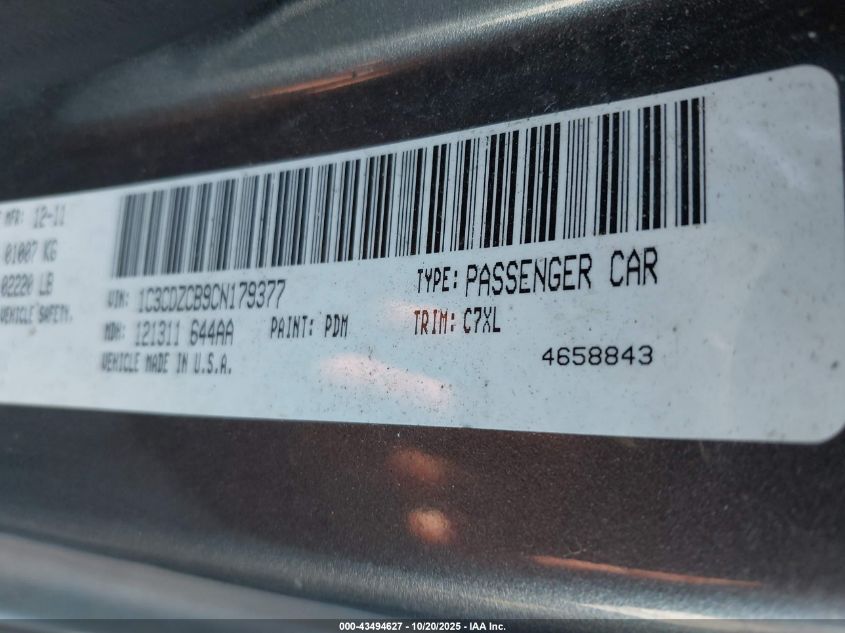 MFR: 12-11
01007 KG
02220 LB
VEHICLE SAFETY.
VIN: 1C3CDZCB9CN179377
MDH: 121311 644AA
PAINT: PDM
VEHICLE MADE IN U.S.A.
TYPE: PASSENGER CAR
TRIM: C7XL
4658843
000-43494627 - 10/20/2025 - IAA Inc.